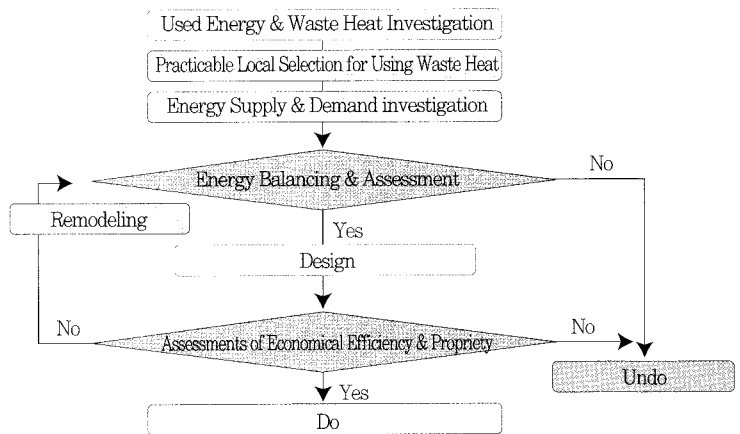 Used Energy & Waste Heat Investigation
Practicable Local Selection for Using Waste Heat
Energy Supply & Demand investigation
Energy Balancing & Assessment
No
Remodeling
Yes
Design
No
Assessments of Economical Efficiency & Propriety
No
Undo
Yes
Do